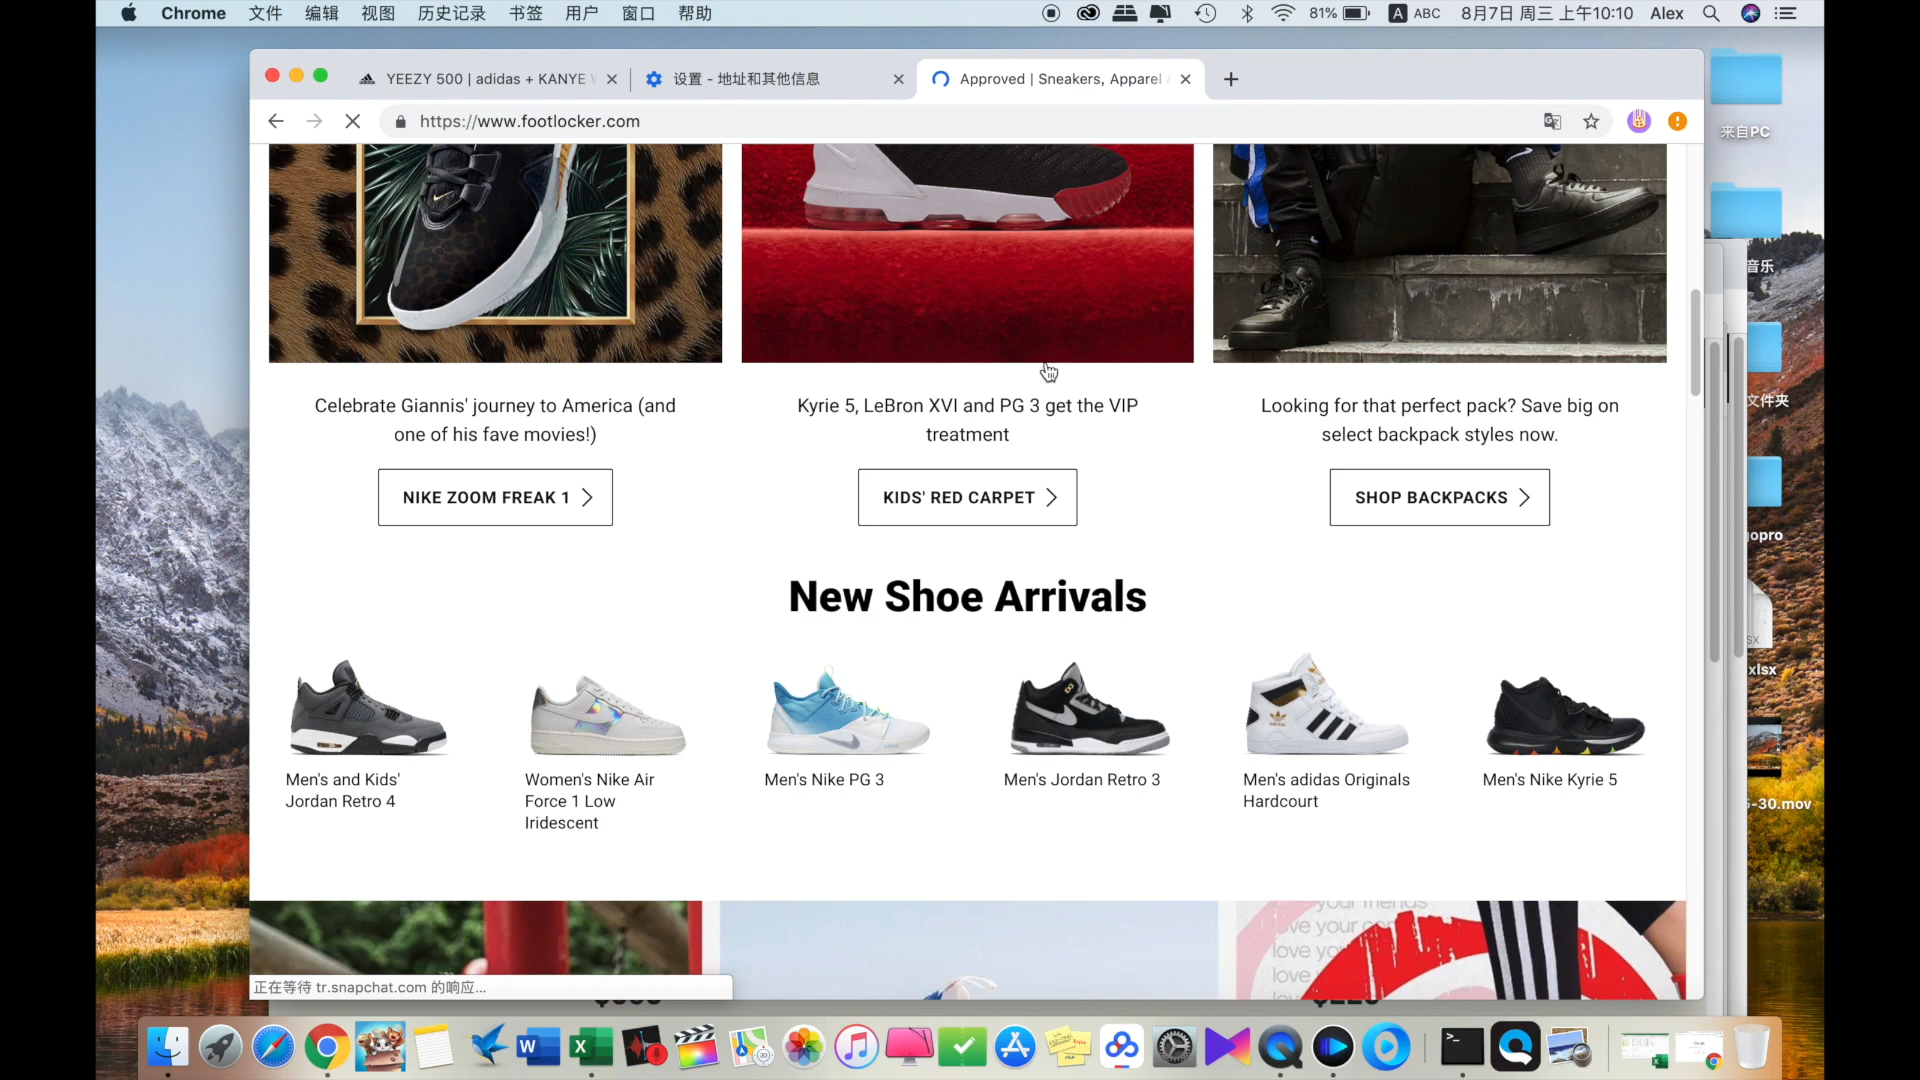 Chrome 文件 编辑 视图 历史记录 书签 用户 窗口 帮助 81% A ABC 8月7日 周三 上午10:10 Alex
YEEZY 500 | adidas + KANYE
设置 - 地址和其他信息
Approved | Sneakers, Apparel
https://www.footlocker.com
来自PC
音乐
文件夹
opro
xlsx
-30.mov
Celebrate Giannis' journey to America (and
one of his fave movies!)
NIKE ZOOM FREAK 1
Kyrie 5, LeBron XVI and PG 3 get the VIP
treatment
KIDS' RED CARPET
Looking for that perfect pack? Save big on
select backpack styles now.
SHOP BACKPACKS
New Shoe Arrivals
Men's and Kids'
Jordan Retro 4
Women's Nike Air
Force 1 Low
Iridescent
Men's Nike PG 3
Men's Jordan Retro 3
Men's adidas Originals
Hardcourt
Men's Nike Kyrie 5
your friends
love yo
love
正在等待 tr.snapchat.com 的响应...